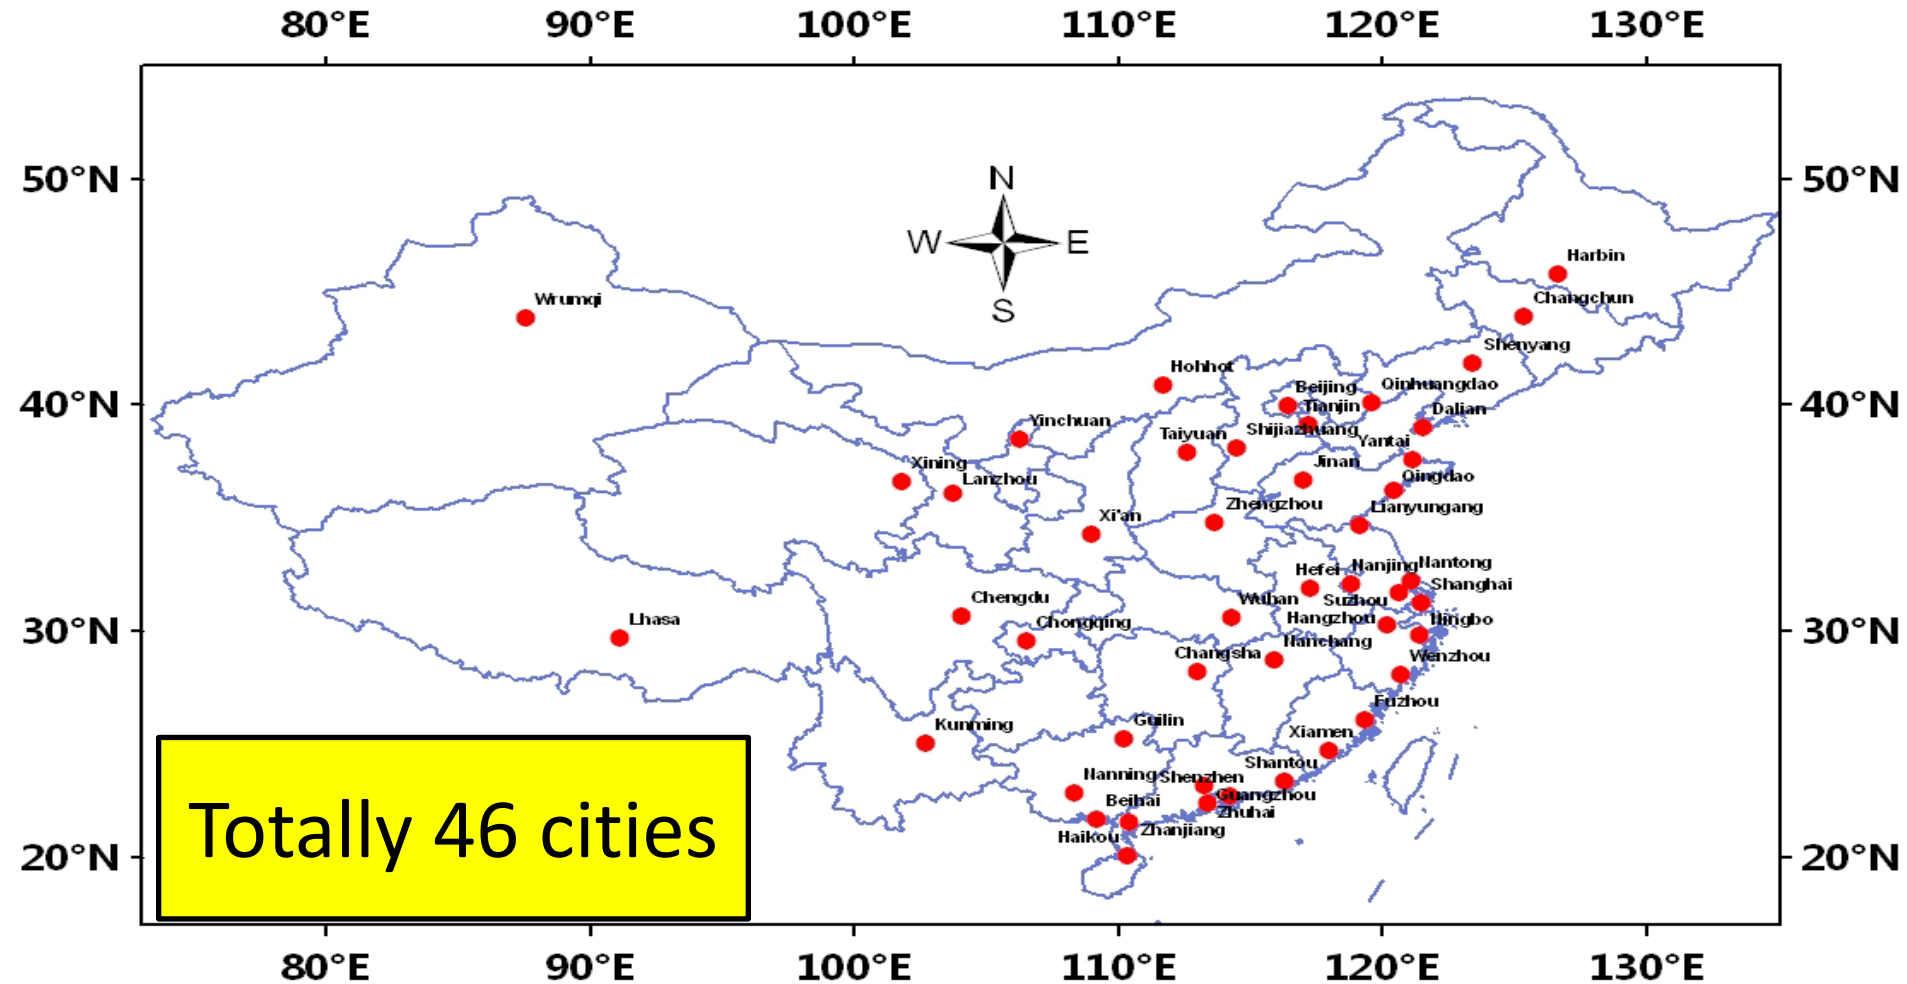 80°E 90°E 100°E 110°E 120°E 130°E
50°N 50°N
N
W E
S
Harbin
Wrumqi
Changchun
Shenyang
Hohhot
Beijing
Qinhuangdao
40°N 40°N
Tianjin
Dalian
Yinchuan
Shijiazhuang
Taiyuan
Yantai
Xining
Jinan
Lanzhou
Qingdao
Zhengzhou
Lianyungang
Xi'an
Nanjing
Nantong
Hefei
Shanghai
Chengdu
Wuhan
Suzhou
Lhasa
Chongqing
Hangzhou
Ningbo
30°N 30°N
Nanchang
Changsha
Wenzhou
Fuzhou
Kunming
Guilin
Xiamen
Shantou
Nanning
Shenzhen
Guangzhou
Beihai
Zhuhai
Haikou
Zhanjiang
Totally 46 cities
20°N 20°N
80°E 90°E 100°E 110°E 120°E 130°E